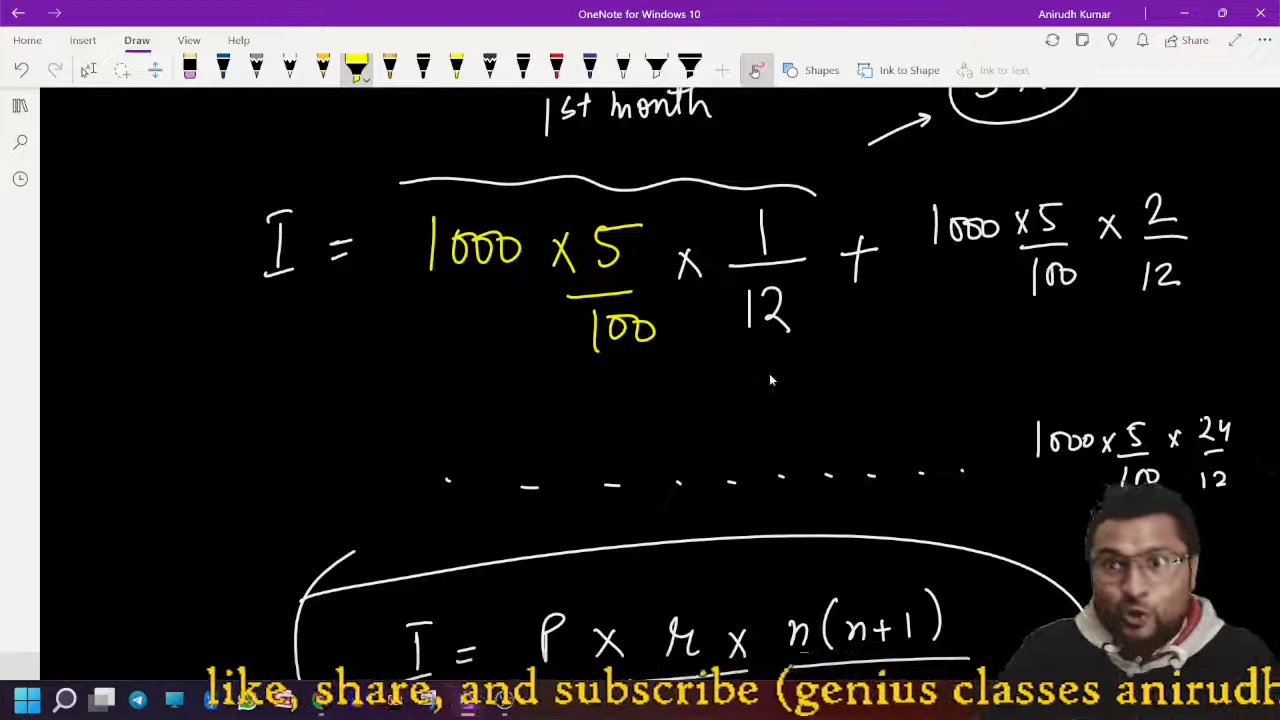 OneNote for Windows 10
Anirudh Kumar
Home Insert Draw View Help
Share
Shapes Ink to Shape Ink to Text
1st month
I = 1000 × 5/100 × 1/12 + 1000 × 5/100 × 2/12
1000 × 5/100 × 24/12
I = P × r × n(n+1)
like, share, and subscribe (genius classes anirudh